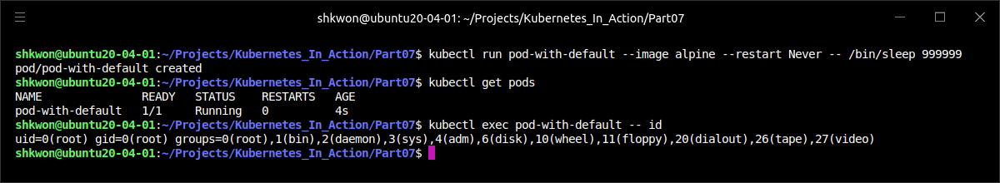 shkwon@ubuntu20-04-01: ~/Projects/Kubernetes_In_Action/Part07
shkwon@ubuntu20-04-01:~/Projects/Kubernetes_In_Action/Part07$ kubectl run pod-with-default --image alpine --restart Never -- /bin/sleep 999999
pod/pod-with-default created
shkwon@ubuntu20-04-01:~/Projects/Kubernetes_In_Action/Part07$ kubectl get pods
NAME               READY   STATUS    RESTARTS   AGE
pod-with-default   1/1     Running   0          4s
shkwon@ubuntu20-04-01:~/Projects/Kubernetes_In_Action/Part07$ kubectl exec pod-with-default -- id
uid=0(root) gid=0(root) groups=0(root),1(bin),2(daemon),3(sys),4(adm),6(disk),10(wheel),11(floppy),20(dialout),26(tape),27(video)
shkwon@ubuntu20-04-01:~/Projects/Kubernetes_In_Action/Part07$